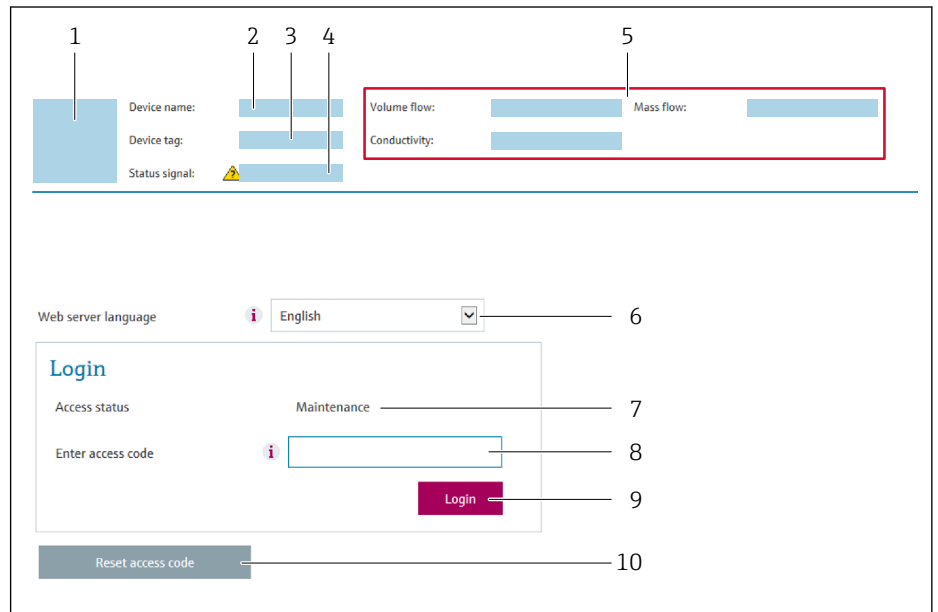 1 2 3 4 5
Device name: Volume flow: Mass flow:
Device tag: Conductivity:
Status signal: ?
Web server language i English 6
Login
Access status Maintenance 7
Enter access code i 8
Login 9
Reset access code 10